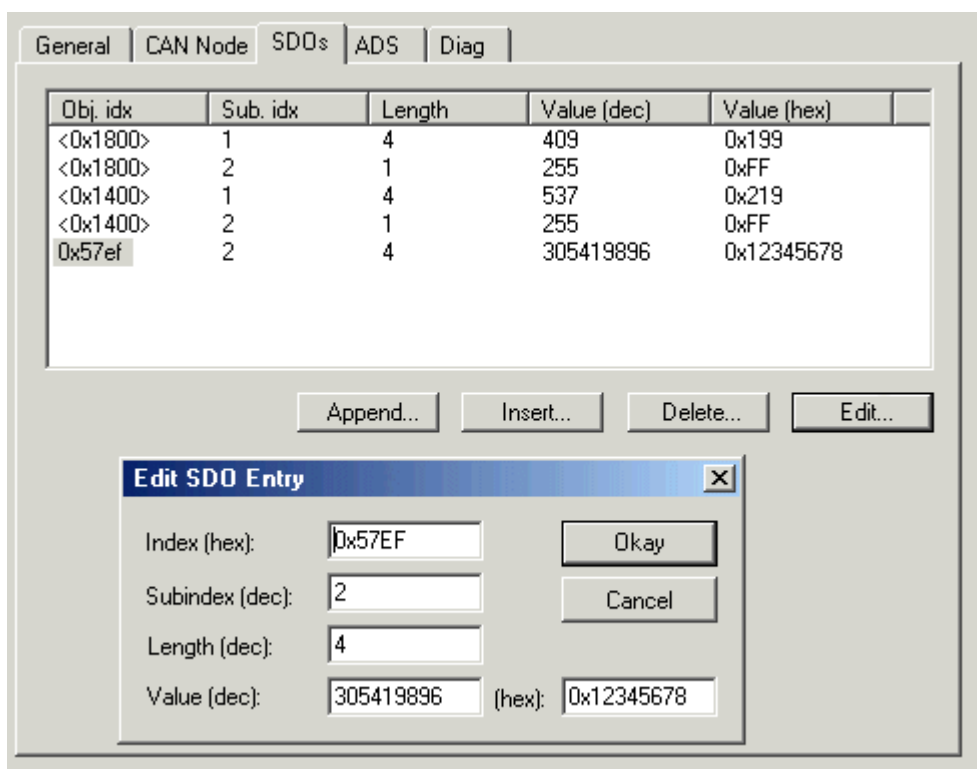 General CAN Node SDOs ADS Diag
Obj. idx Sub. idx Length Value (dec) Value (hex)
<0x1800> 1 4 409 0x199
<0x1800> 2 1 255 0xFF
<0x1400> 1 4 537 0x219
<0x1400> 2 1 255 0xFF
0x57ef 2 4 305419896 0x12345678
Append... Insert... Delete... Edit...
Edit SDO Entry
Index (hex): 0x57EF Okay
Subindex (dec): 2 Cancel
Length (dec): 4
Value (dec): 305419896 (hex): 0x12345678